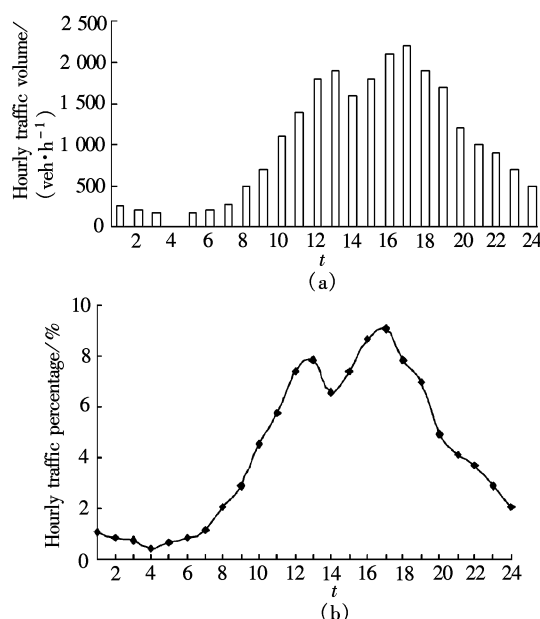 Hourly traffic volume/
(veh·h⁻¹)
2 500
2 000
1 500
1 000
500
0
2 4 6 8 10 12 14 16 18 20 22 24
t
(a)
Hourly traffic percentage/%
10
8
6
4
2
0
2 4 6 8 10 12 14 16 18 20 22 24
t
(b)